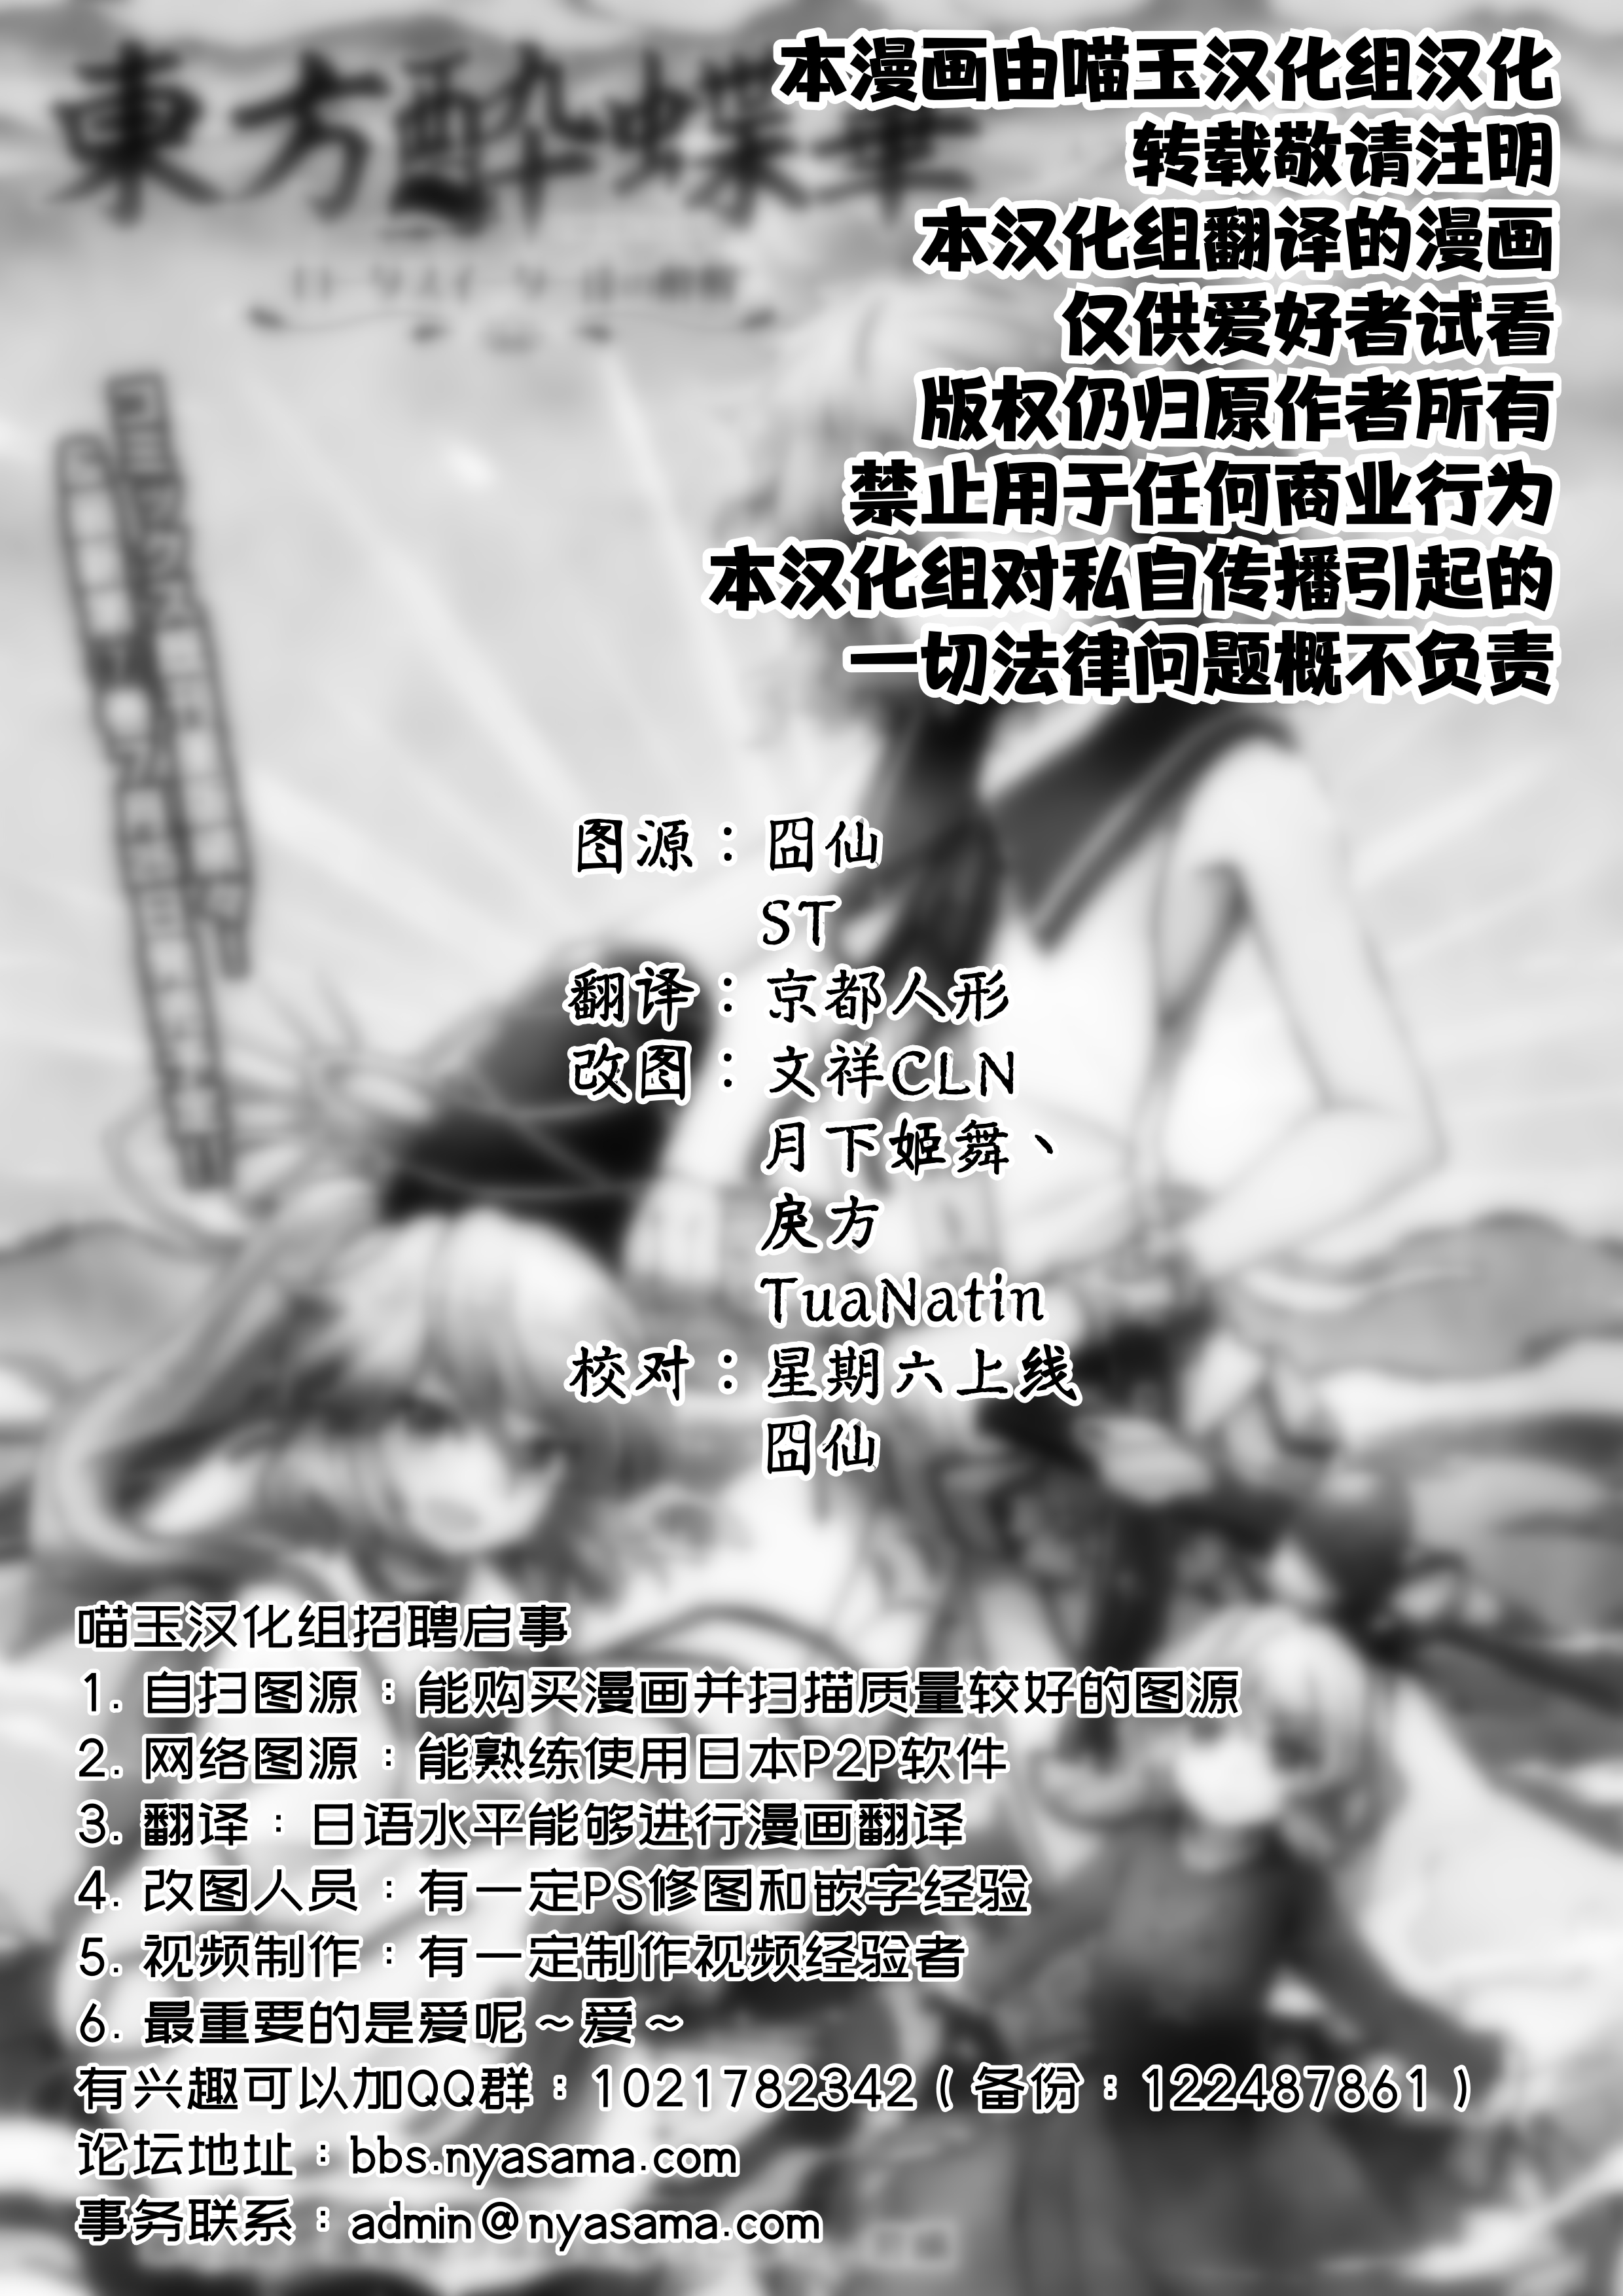 東方酔蝶華
本漫画由喵玉汉化组汉化
转载敬请注明
本汉化组翻译的漫画
仅供爱好者试看
版权仍归原作者所有
禁止用于任何商业行为
本汉化组对私自传播引起的
一切法律问题概不负责
图源：囧仙
ST
翻译：京都人形
改图：文祥CLN
月下姬舞、
戾方
TuaNatin
校对：星期六上线
囧仙
喵玉汉化组招聘启事
1. 自扫图源：能购买漫画并扫描质量较好的图源
2. 网络图源：能熟练使用日本P2P软件
3. 翻译：日语水平能够进行漫画翻译
4. 改图人员：有一定PS修图和嵌字经验
5. 视频制作：有一定制作视频经验者
6. 最重要的是爱呢～爱～
有兴趣可以加QQ群：1021782342（备份：122487861）
论坛地址：bbs.nyasama.com
事务联系：admin@nyasama.com